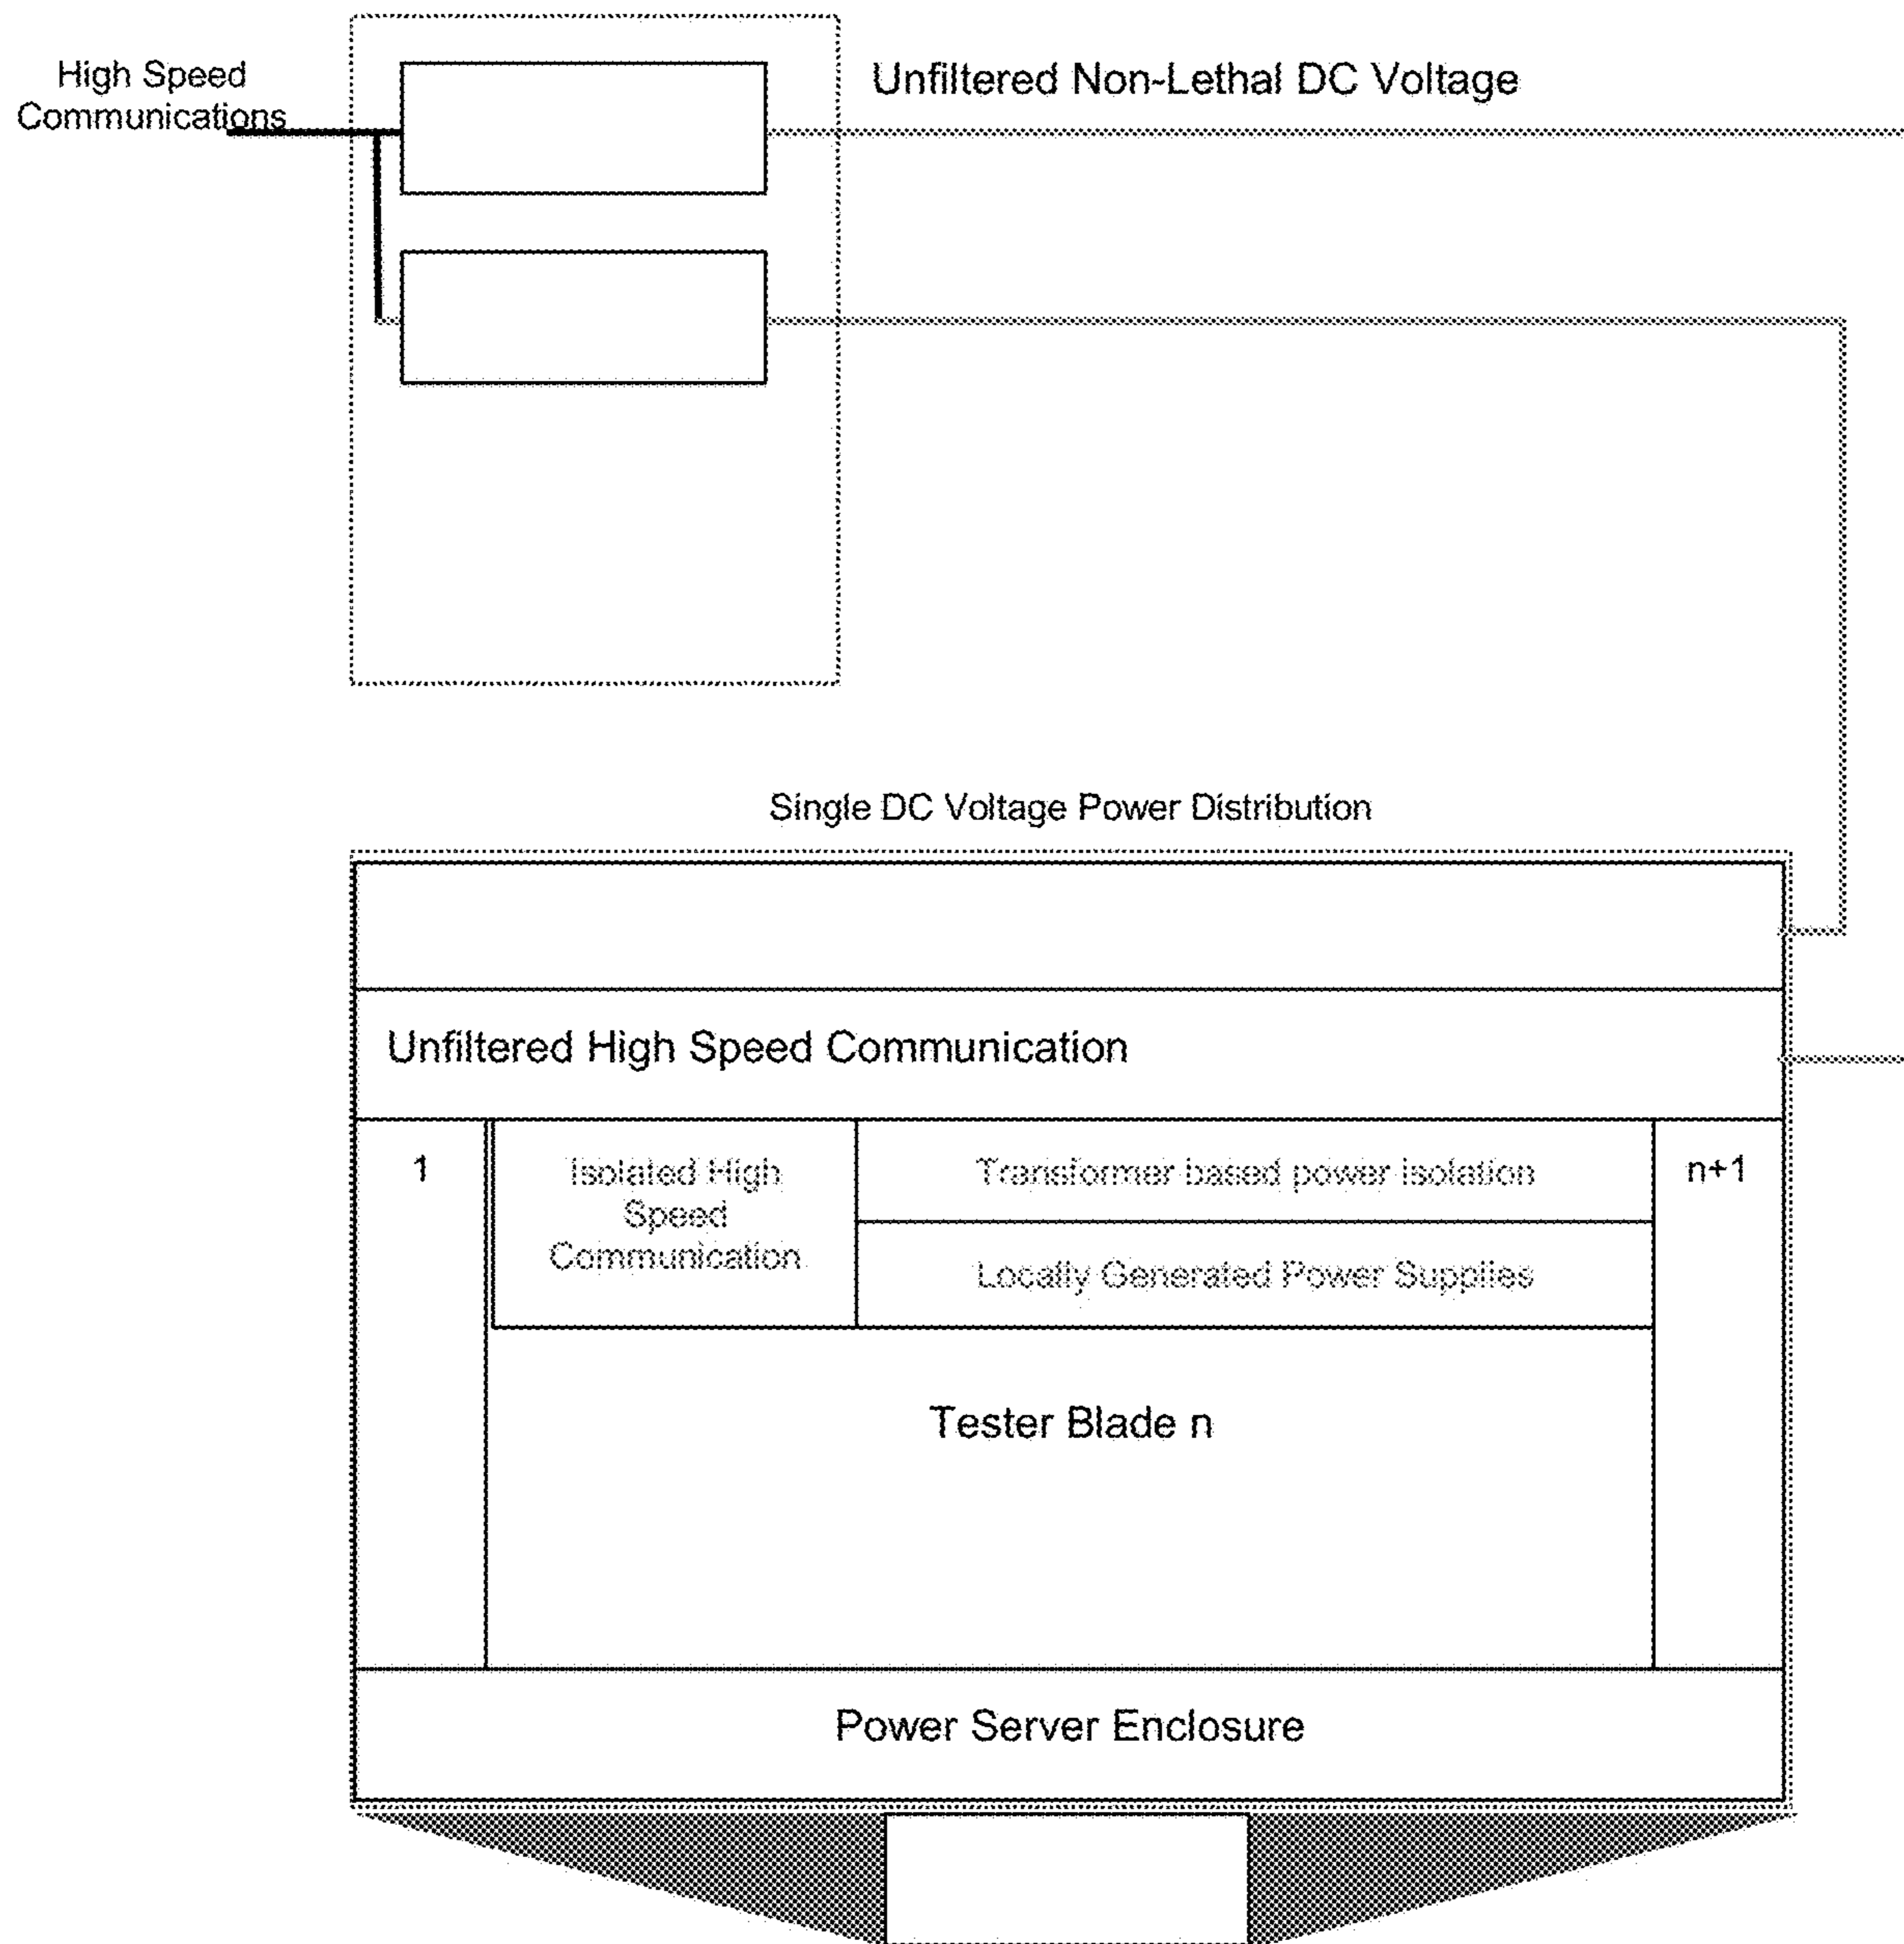 High Speed
Communications
Unfiltered Non-Lethal DC Voltage
Single DC Voltage Power Distribution
Unfiltered High Speed Communication
1
Isolated High
Speed
Communication
Transformer based power isolation
n+1
Locally Generated Power Supplies
Tester Blade n
Power Server Enclosure